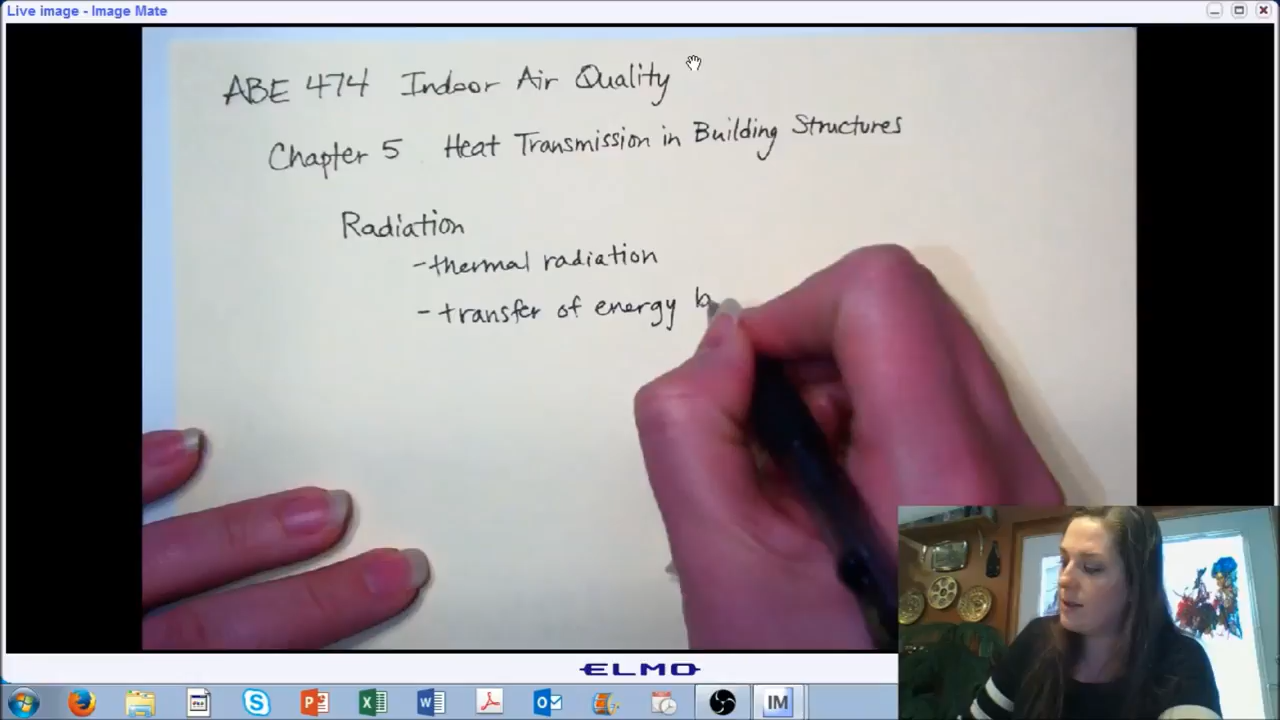 Live image - Image Mate
ABE 474 Indoor Air Quality
Chapter 5 Heat Transmission in Building Structures
Radiation
- thermal radiation
- transfer of energy b
ELMO
IM